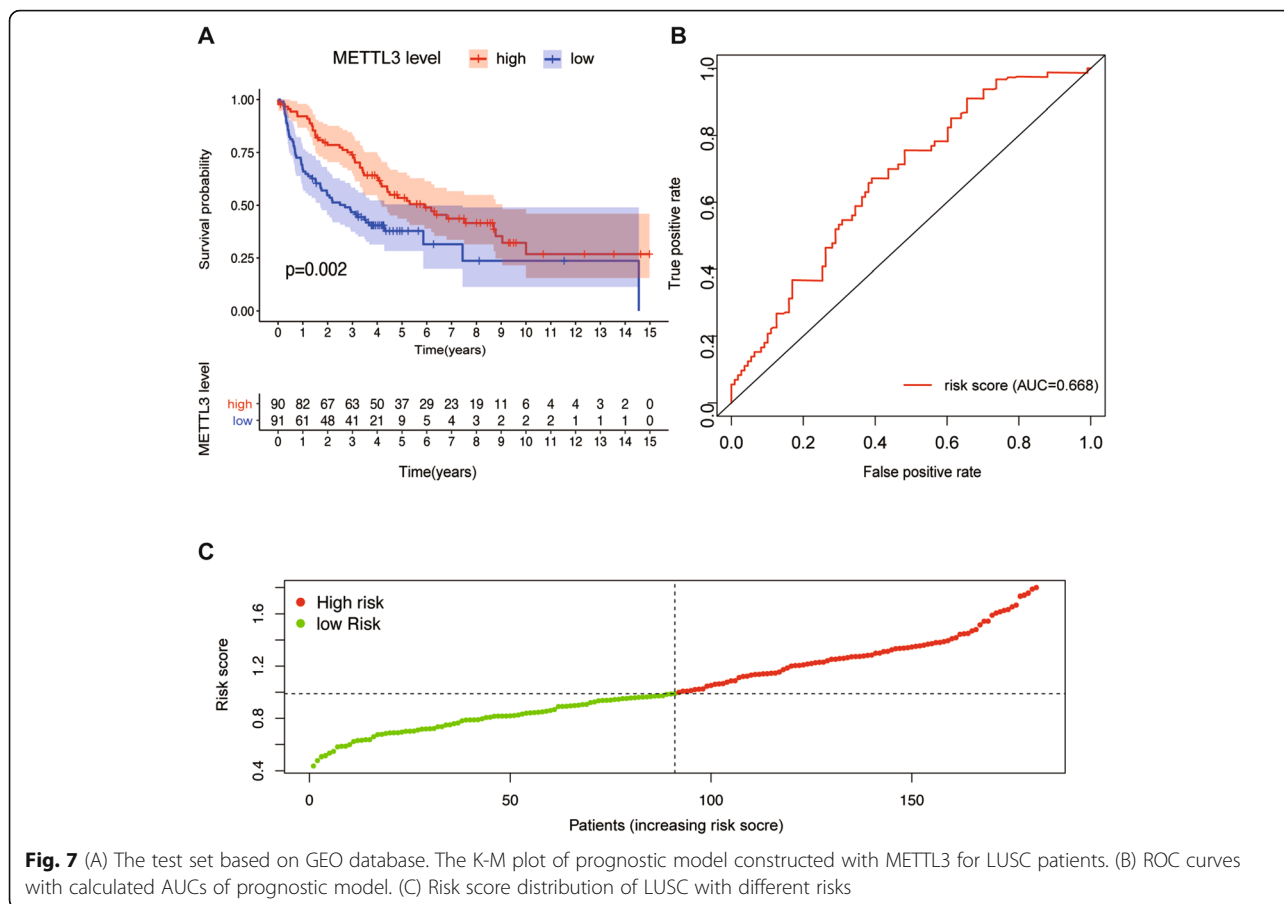 A
METTL3 level high low
Survival probability
1.00
0.75
0.50
0.25
0.00
p=0.002
0 1 2 3 4 5 6 7 8 9 10 11 12 13 14 15
Time(years)
METTL3 level
high 90 82 67 63 50 37 29 23 19 11 6 4 4 3 2 0
low 91 61 48 41 21 9 5 4 3 2 2 2 1 1 1 0
0 1 2 3 4 5 6 7 8 9 10 11 12 13 14 15
Time(years)
B
True positive rate
1.0
0.8
0.6
0.4
0.2
0.0
risk score (AUC=0.668)
0.0 0.2 0.4 0.6 0.8 1.0
False positive rate
C
Risk score
1.6
1.2
0.8
0.4
High risk
low Risk
0 50 100 150
Patients (increasing risk socre)
Fig. 7 (A) The test set based on GEO database. The K-M plot of prognostic model constructed with METTL3 for LUSC patients. (B) ROC curves
with calculated AUCs of prognostic model. (C) Risk score distribution of LUSC with different risks